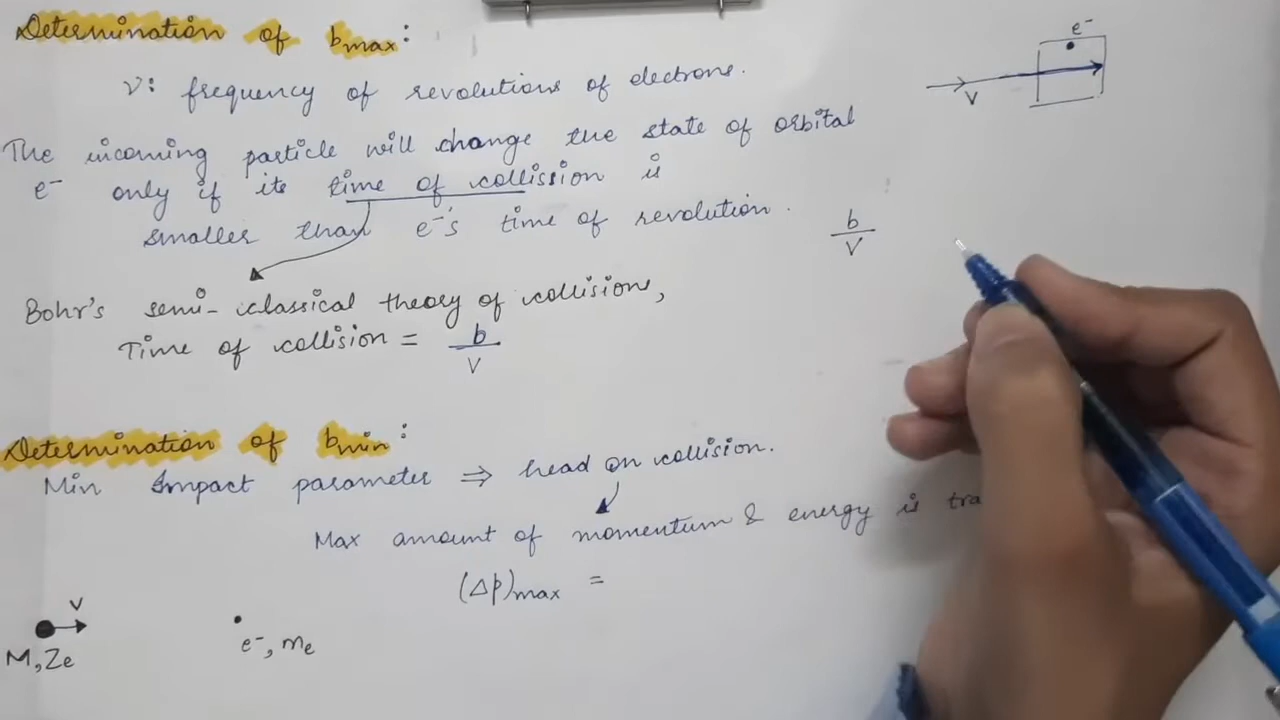 Determination of bmax:
ν: frequency of revolutions of electrons.
The incoming particle will change the state of orbital
e⁻ only if its time of collission is
smaller than e⁻'s time of revolution.
Bohr's semi-classical theory of collisions,
Time of collision = b/V
Determination of bmin:
Min Impact parameter ⇒ head on collision.
Max amount of momentum & energy is
(Δp)max =
V
M, Ze
e⁻, me
e⁻
V
b/V